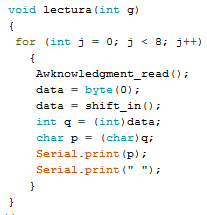 void lectura(int g)
{
for (int j = 0; j < 8; j++)
{
Awknowledgment_read();
data = byte(0);
data = shift_in();
int q = (int)data;
char p = (char)q;
Serial.print(p);
Serial.print(" ");
}
}